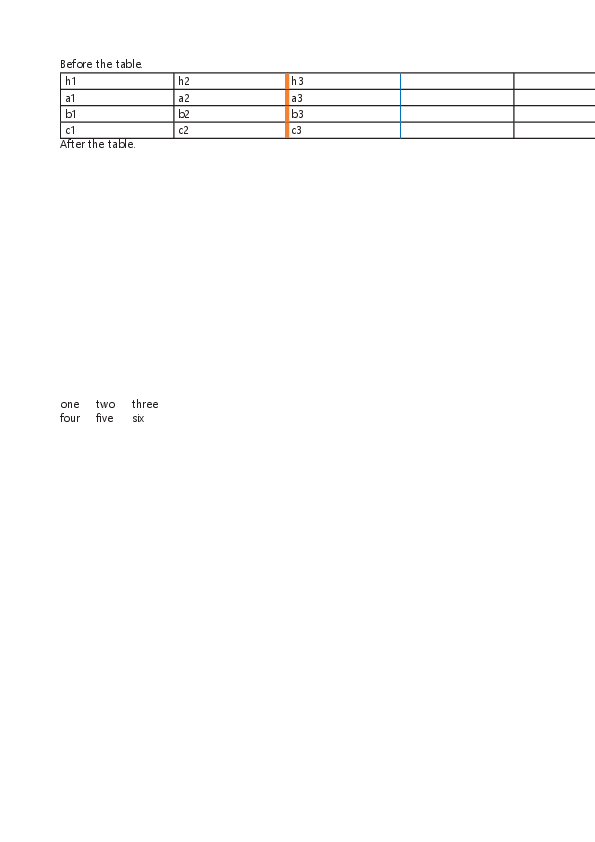 Before the table.
h1 h2 h3
a1 a2 a3
b1 b2 b3
c1 c2 c3
After the table.
one two three
four five six